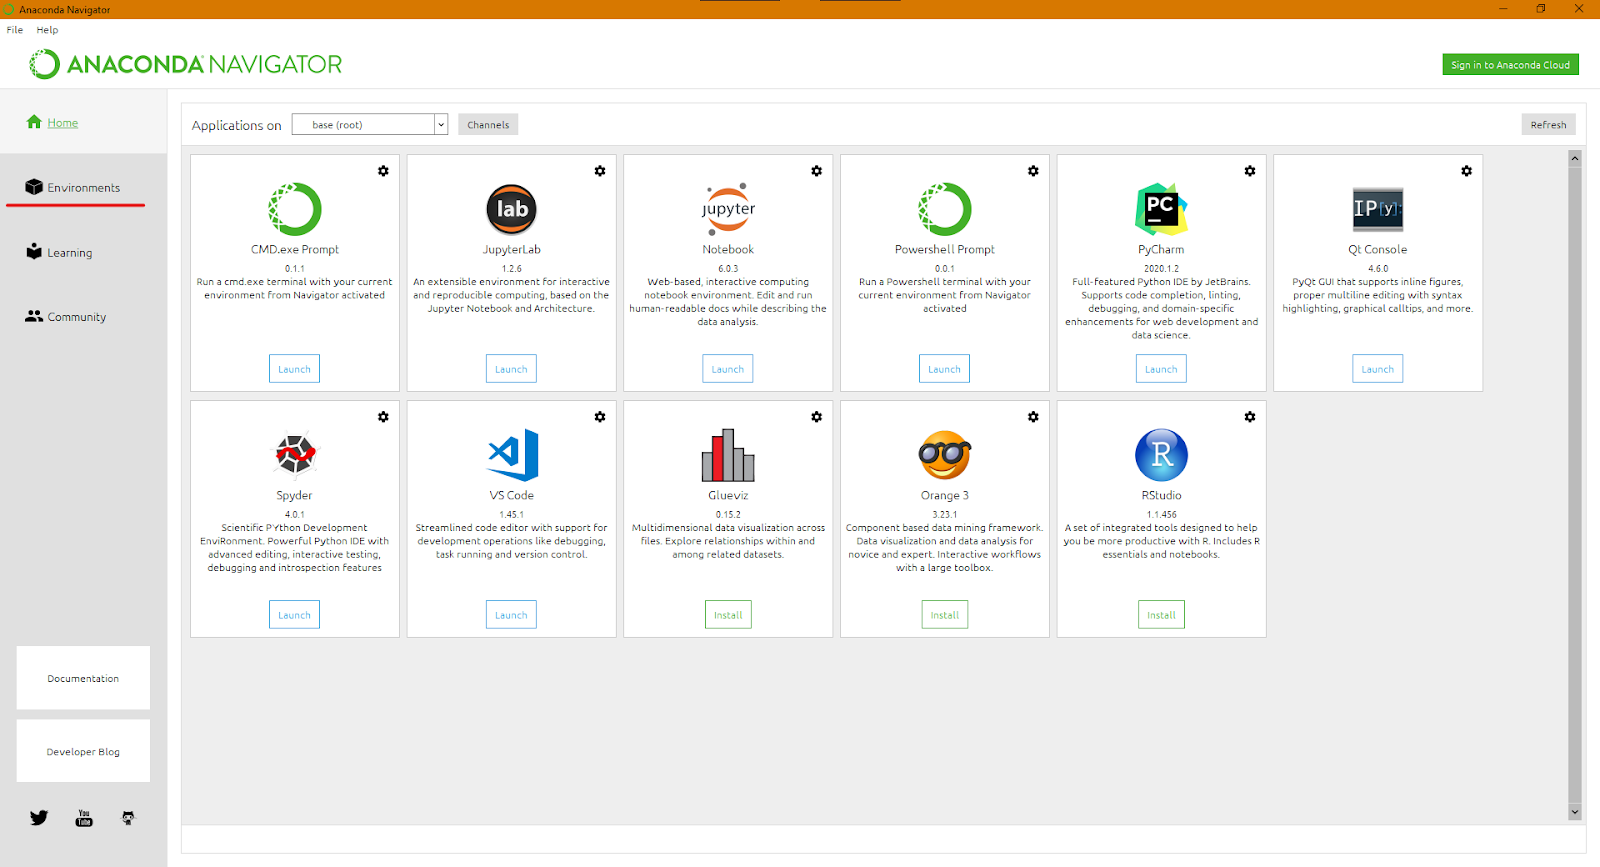 Anaconda Navigator
File Help
ANACONDA NAVIGATOR
Sign in to Anaconda Cloud
Home
Environments
Learning
Community
Documentation
Developer Blog
You
Tube
Applications on base (root) Channels Refresh
CMD.exe Prompt
0.1.1
Run a cmd.exe terminal with your current
environment from Navigator activated
Launch
lab
JupyterLab
1.2.6
An extensible environment for interactive
and reproducible computing, based on the
Jupyter Notebook and Architecture.
Launch
jupyter
Notebook
6.0.3
Web-based, interactive computing
notebook environment. Edit and run
human-readable docs while describing the
data analysis.
Launch
Powershell Prompt
0.0.1
Run a Powershell terminal with your
current environment from Navigator
activated
Launch
PC
PyCharm
2020.1.2
Full-featured Python IDE by JetBrains.
Supports code completion, linting,
debugging, and domain-specific
enhancements for web development and
data science.
Launch
IP[y]:
Qt Console
4.6.0
PyQt GUI that supports inline figures,
proper multiline editing with syntax
highlighting, graphical calltips, and more.
Launch
Spyder
4.0.1
Scientific PYthon Development
EnviRonment. Powerful Python IDE with
advanced editing, interactive testing,
debugging and introspection features
Launch
VS Code
1.45.1
Streamlined code editor with support for
development operations like debugging,
task running and version control.
Launch
Glueviz
0.15.2
Multidimensional data visualization across
files. Explore relationships within and
among related datasets.
Install
Orange 3
3.23.1
Component based data mining framework.
Data visualization and data analysis for
novice and expert. Interactive workflows
with a large toolbox.
Install
R
RStudio
1.1.456
A set of integrated tools designed to help
you be more productive with R. Includes R
essentials and notebooks.
Install